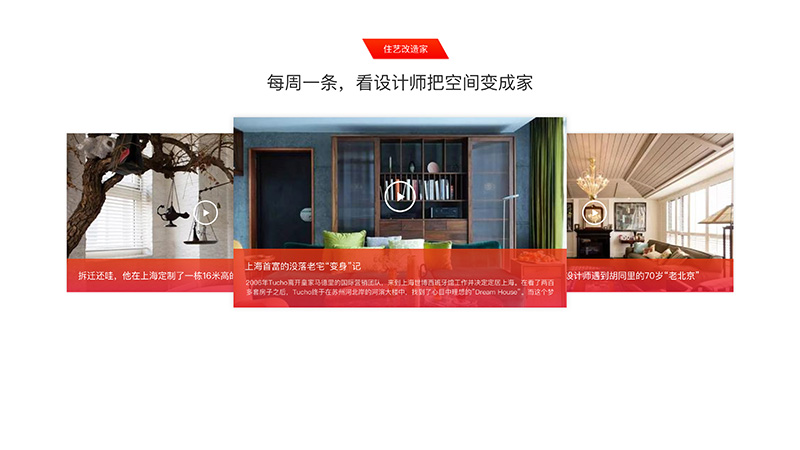 住艺改造家
每周一条，看设计师把空间变成家
拆迁还哇，他在上海定制了一栋16米高的
上海首富的没落老宅“变身”记
2006年Tucho离开皇家马德里的国际营销团队，来到上海世博西班牙馆工作并决定定居上海，在看了两百
多套房子之后，Tucho终于在苏州河北岸的河滨大楼中，找到了心目中理想的“Dream House”，而这个梦
设计师遇到胡同里的70岁“老北京”